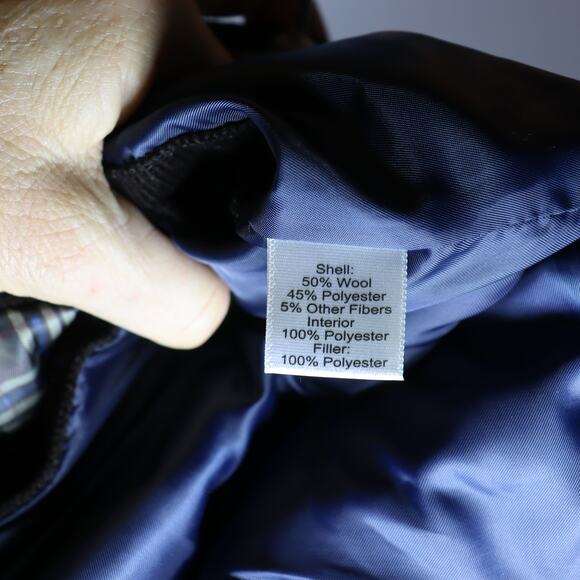 Shell:
50% Wool
45% Polyester
5% Other Fibers
Interior
100% Polyester
Filler:
100% Polyester